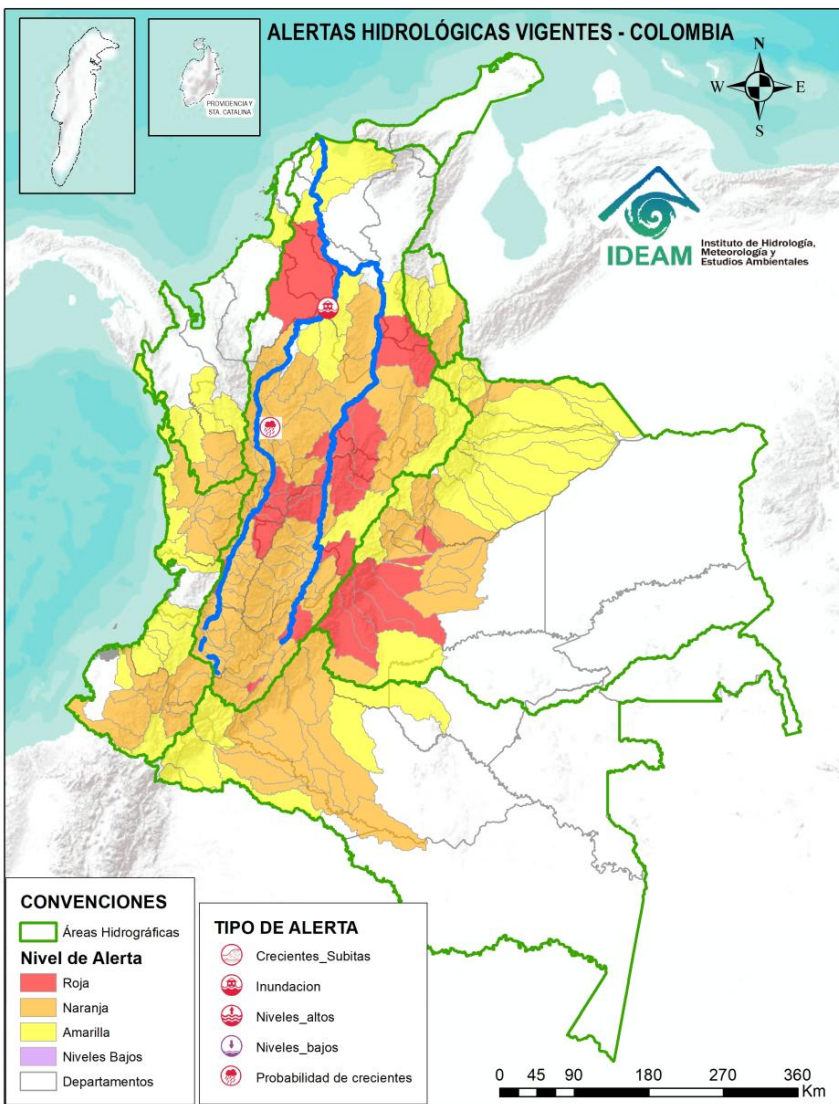 ALERTAS HIDROLÓGICAS VIGENTES - COLOMBIA
PROVIDENCIA Y
STA. CATALINA
N
W
E
S
IDEAM
Instituto de Hidrología,
Meteorología y
Estudios Ambientales
CONVENCIONES
Áreas Hidrográficas
Nivel de Alerta
Roja
Naranja
Amarilla
Niveles Bajos
Departamentos
TIPO DE ALERTA
Crecientes_Subitas
Inundacion
Niveles_altos
Niveles_bajos
Probabilidad de crecientes
0 45 90 180 270 360
Km